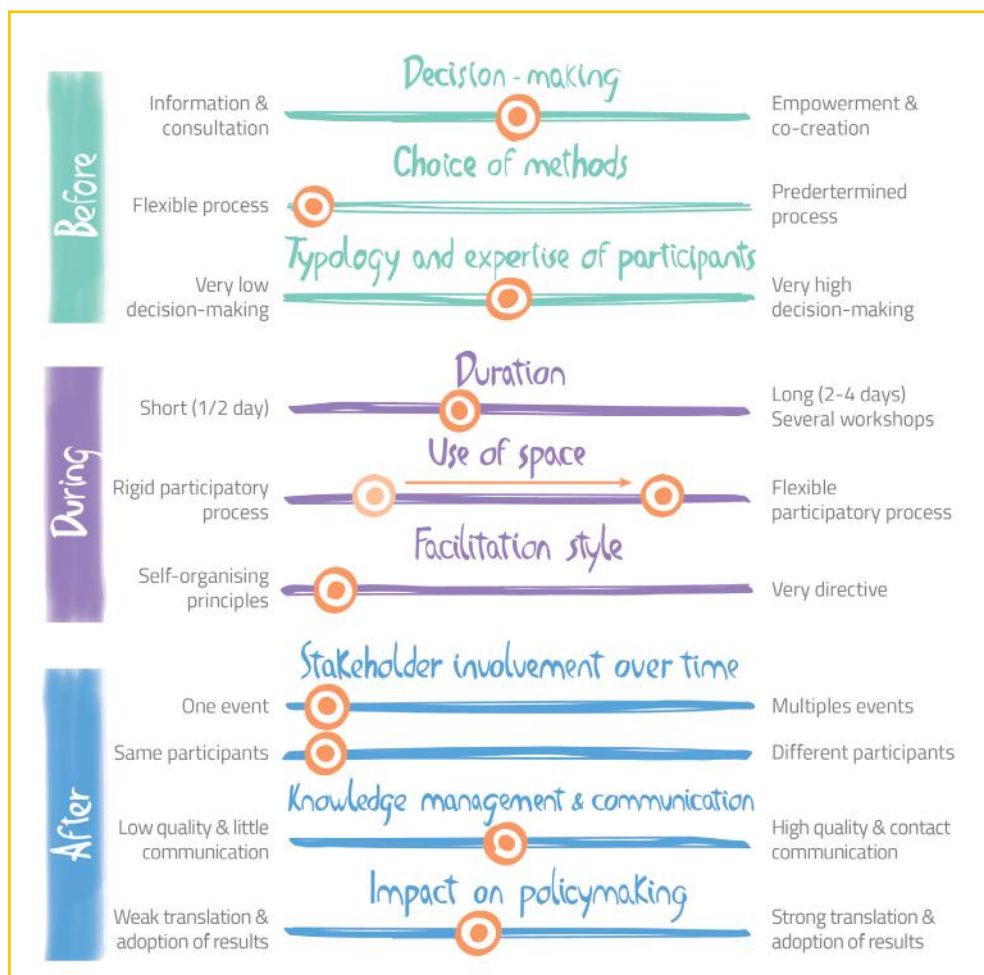 Before
Decision-making
Information &
consultation
Empowerment &
co-creation
Choice of methods
Flexible process
Predertermined
process
Typology and expertise of participants
Very low
decision-making
Very high
decision-making
During
Duration
Short (1/2 day)
Long (2-4 days)
Several workshops
Use of space
Rigid participatory
process
Flexible
participatory process
Facilitation style
Self-organising
principles
Very directive
After
Stakeholder involvement over time
One event
Multiples events
Same participants
Different participants
Knowledge management & communication
Low quality & little
communication
High quality & contact
communication
Impact on policymaking
Weak translation &
adoption of results
Strong translation &
adoption of results